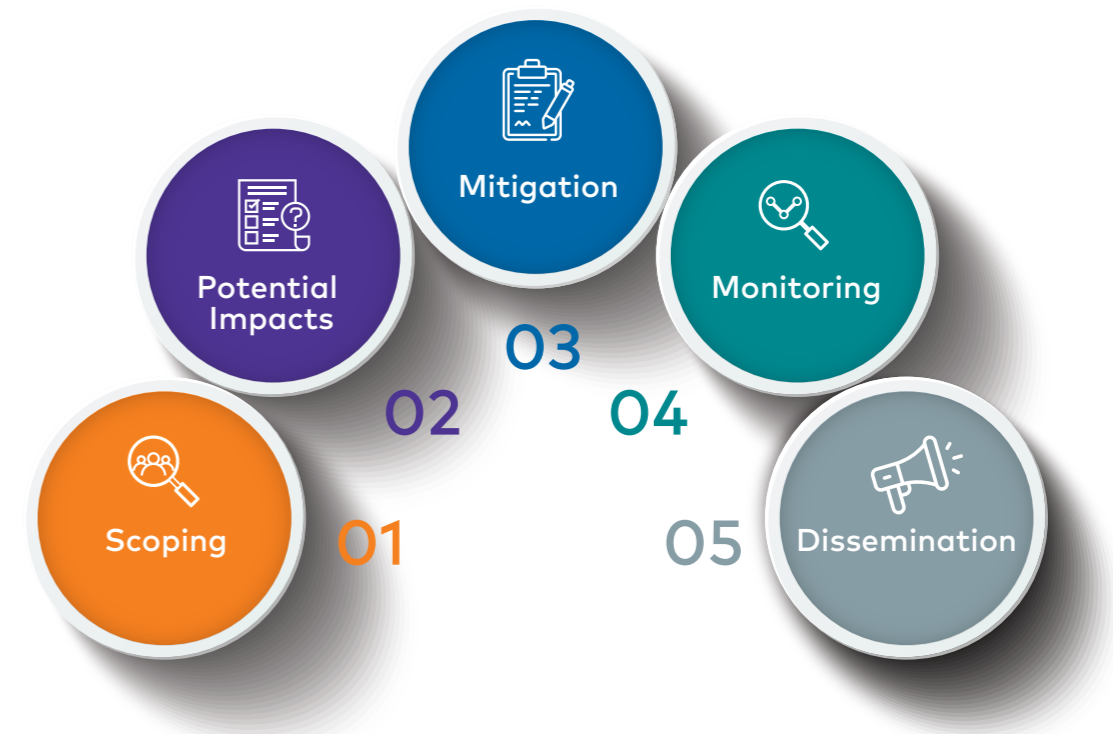 Scoping
01
Potential
Impacts
02
Mitigation
03
Monitoring
04
Dissemination
05